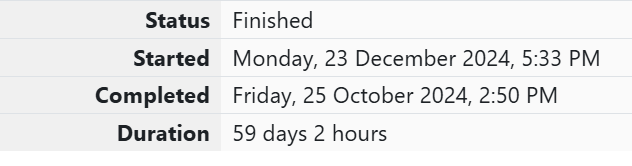 Status Finished
Started Monday, 23 December 2024, 5:33 PM
Completed Friday, 25 October 2024, 2:50 PM
Duration 59 days 2 hours